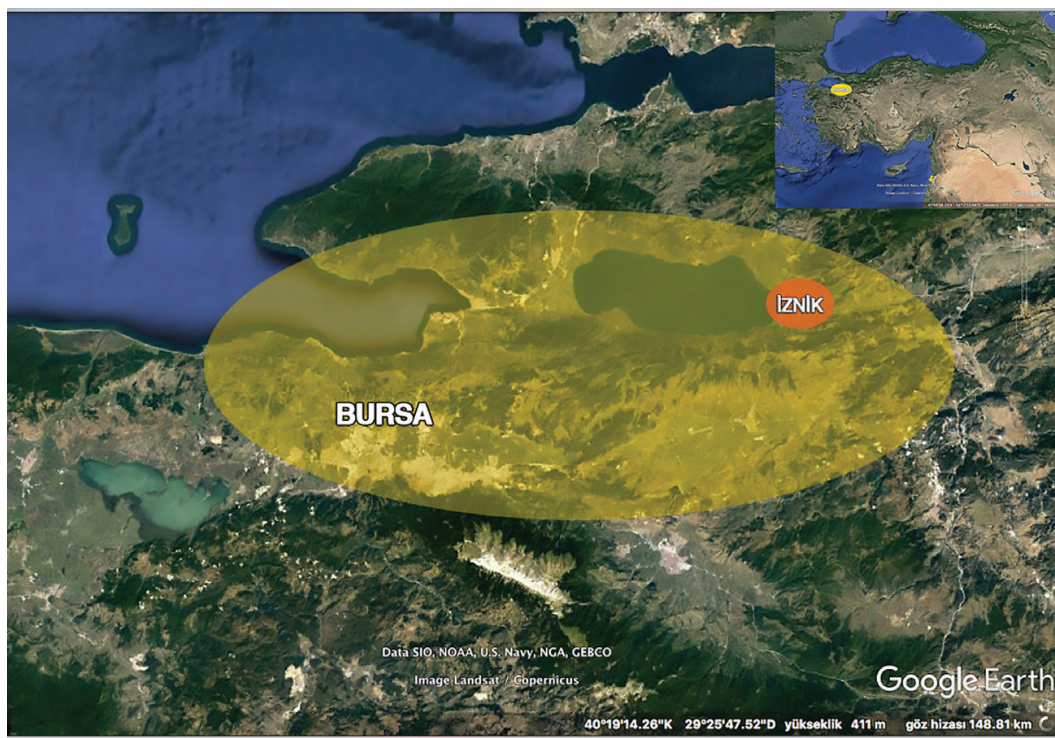 İZNİK
BURSA
Data SIO, NOAA, U.S. Navy, NGA, GEBCO
Image Landsat / Copernicus
Google Earth
40°19'14.26"K 29°25'47.52"D yükseklik 411 m göz hizası 148.81 km